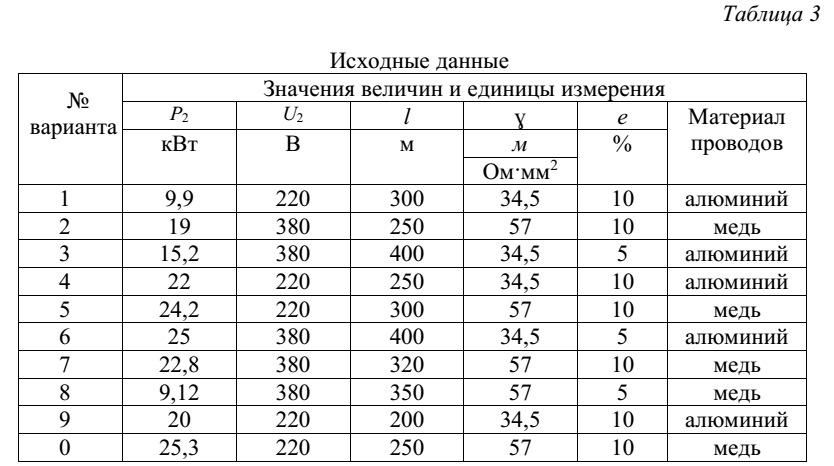 Таблица 3
Исходные данные
№ варианта Значения величин и единицы измерения
P2 U2 l ɣ e Материал проводов
кВт В м м %
Ом·мм2
1 9,9 220 300 34,5 10 алюминий
2 19 380 250 57 10 медь
3 15,2 380 400 34,5 5 алюминий
4 22 220 250 34,5 10 алюминий
5 24,2 220 300 57 10 медь
6 25 380 400 34,5 5 алюминий
7 22,8 380 320 57 10 медь
8 9,12 380 350 57 5 медь
9 20 220 200 34,5 10 алюминий
0 25,3 220 250 57 10 медь